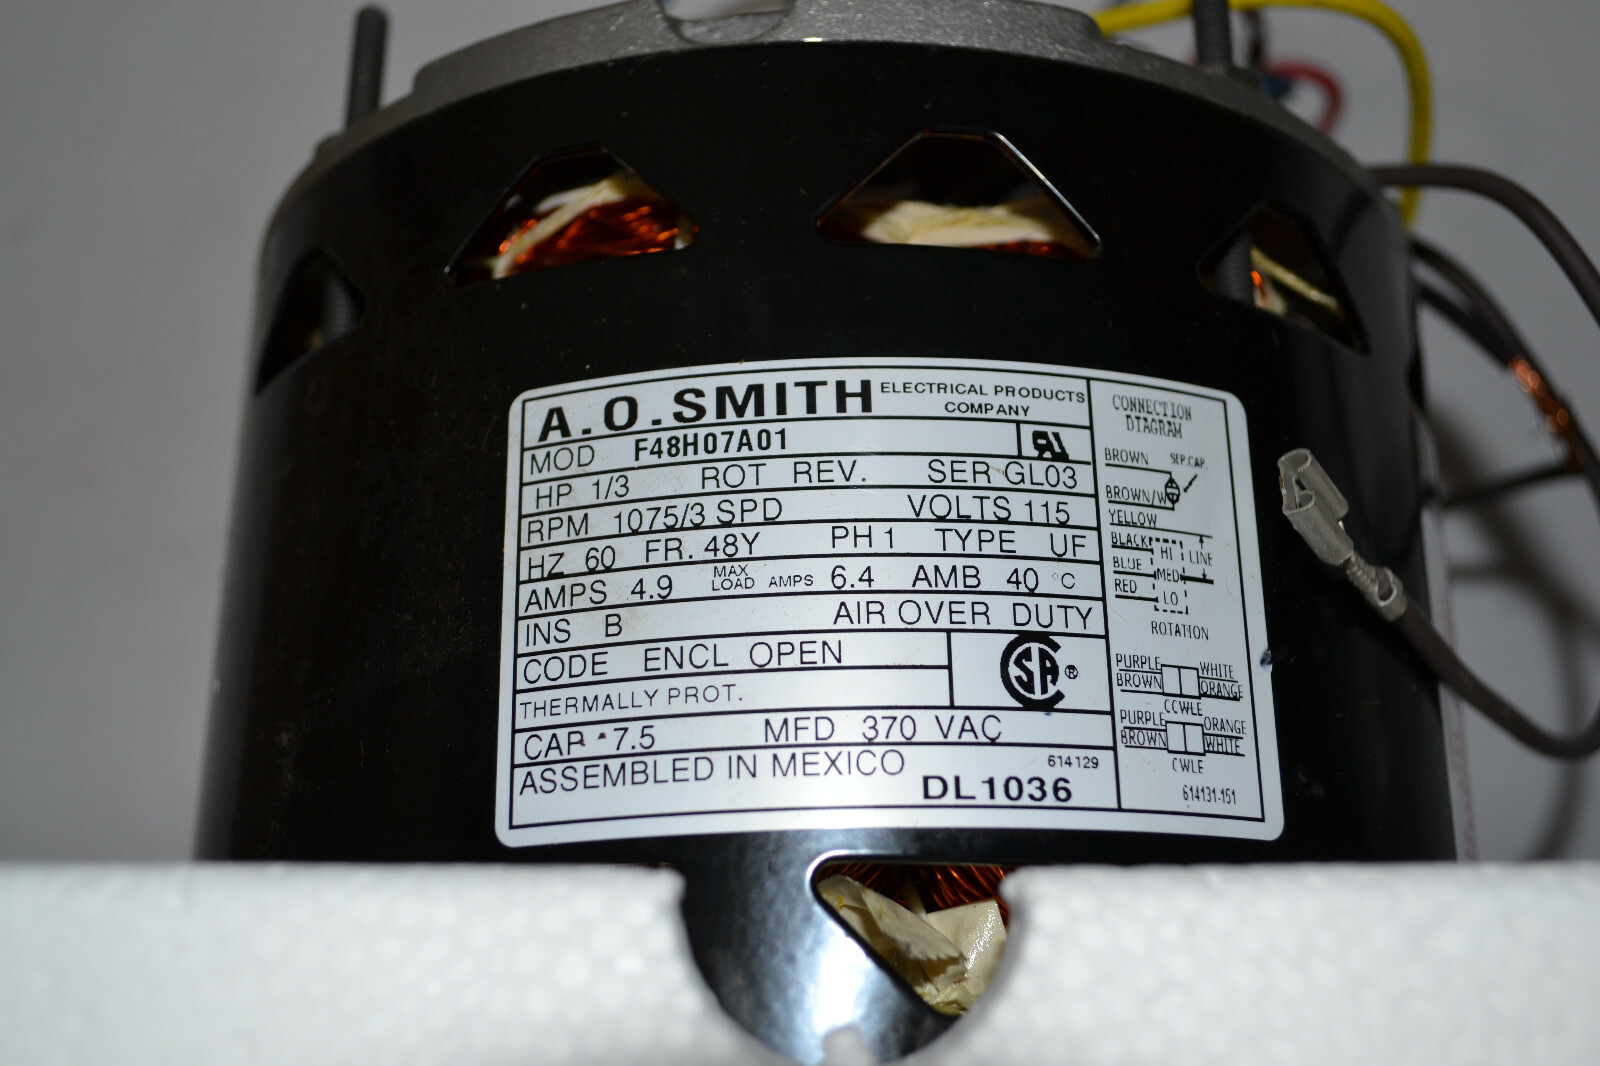 A.O.SMITH ELECTRICAL PRODUCTS COMPANY
MOD F48H07A01
HP 1/3 ROT REV. SER GL03
RPM 1075/3 SPD VOLTS 115
HZ 60 FR. 48Y PH 1 TYPE UF
AMPS 4.9 MAX LOAD AMPS 6.4 AMB 40 °C
INS B AIR OVER DUTY
CODE ENCL OPEN
THERMALLY PROT.
SA ®
CAP 7.5 MFD 370 VAC
ASSEMBLED IN MEXICO 614129
DL1036
CONNECTION
DIAGRAM
BROWN SEP.CAP.
BROWN/W
YELLOW
BLACK HI LINE
BLUE MED
RED LO
ROTATION
PURPLE WHITE
BROWN ORANGE
CCWLE
PURPLE ORANGE
BROWN WHITE
CWLE
614131-151